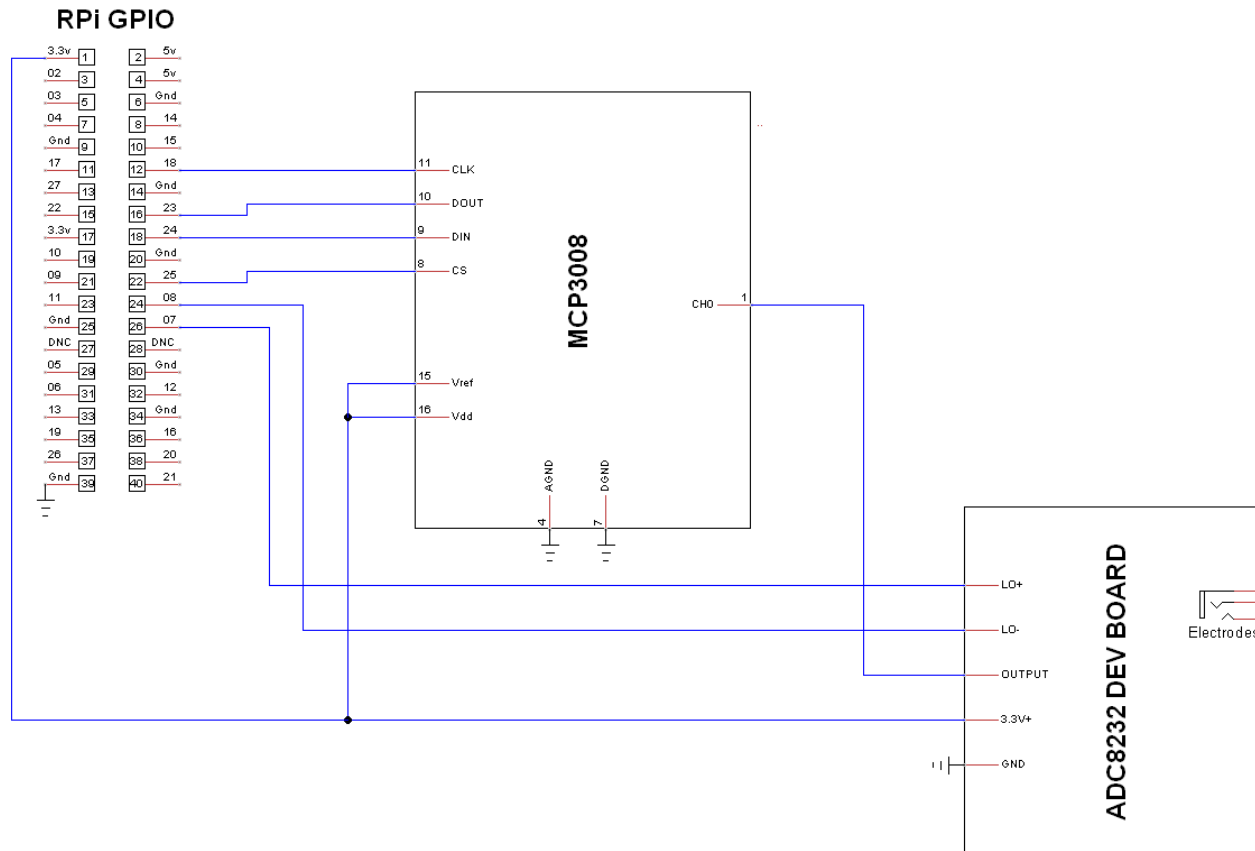 RPi GPIO
3.3v 1 2 5v
02 3 4 5v
03 5 6 Gnd
04 7 8 14
Gnd 9 10 15
17 11 12 18
27 13 14 Gnd
22 15 16 23
3.3v 17 18 24
10 19 20 Gnd
09 21 22 25
11 23 24 08
Gnd 25 26 07
DNC 27 28 DNC
05 29 30 Gnd
06 31 32 12
13 33 34 Gnd
19 35 36 16
26 37 38 20
Gnd 39 40 21
MCP3008
11 CLK
10 DOUT
9 DIN
8 CS
CH0 1
15 Vref
16 Vdd
AGND 4
DGND 7
ADC8232 DEV BOARD
LO+
LO-
OUTPUT
3.3V+
GND
Electrodes